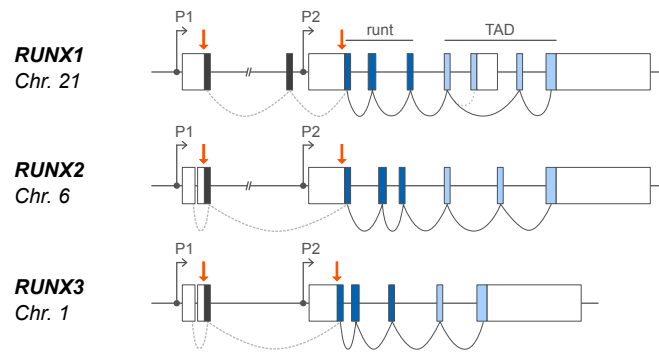 P1
P2
runt
TAD
RUNX1
Chr. 21
//
P1
P2
RUNX2
Chr. 6
//
P1
P2
RUNX3
Chr. 1